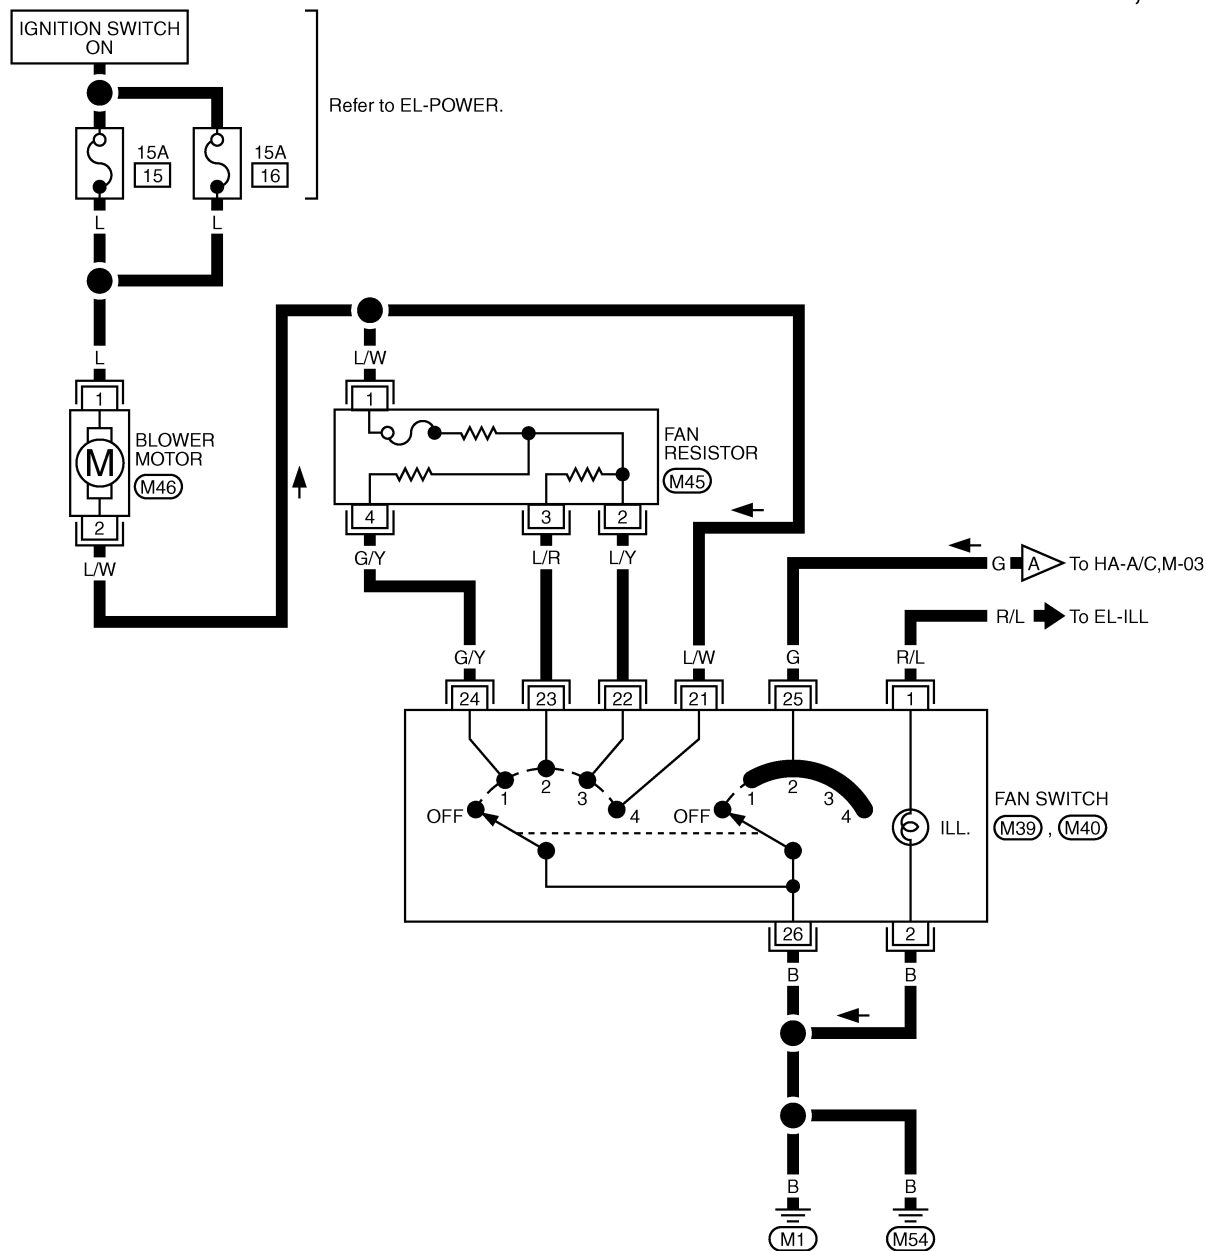 IGNITION SWITCH
ON
Refer to EL-POWER.
15A
15
15A
16
L
L
L
L/W
1
1
BLOWER
MOTOR
M
M46
2
L/W
FAN
RESISTOR
M45
4
3
2
G/Y
L/R
L/Y
G
A
To HA-A/C,M-03
R/L
To EL-ILL
G/Y
L/W
G
R/L
24
23
22
21
25
1
OFF
1
2
3
4
OFF
1
2
3
4
ILL.
FAN SWITCH
M39 , M40
26
2
B
B
B
B
M1
M54